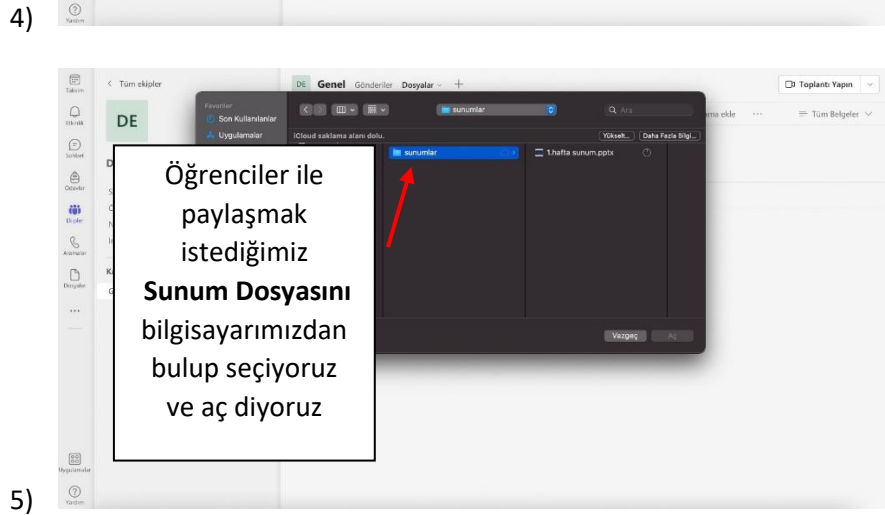 Yardım
4)
Takvim
< Tüm ekipler
DE Genel Gönderiler Dosyalar +
Toplantı Yapın
Favoriler
sunumlar
Ara
Etkinlik
DE
Son Kullanılanlar
ekle ... Tüm Belgeler
Uygulamalar
iCloud saklama alanı dolu.
Yükselt...
Daha Fazla Bilgi...
Sohbet
sunumlar
1.hafta sunum.pptx
Ödevler
Ekipler
Aramalar
Dosyalar
...
Öğrenciler ile
paylaşmak
istediğimiz
Sunum Dosyasını
bilgisayarımızdan
bulup seçiyoruz
ve aç diyoruz
Vazgeç
Aç
Uygulamalar
Yardım
5)